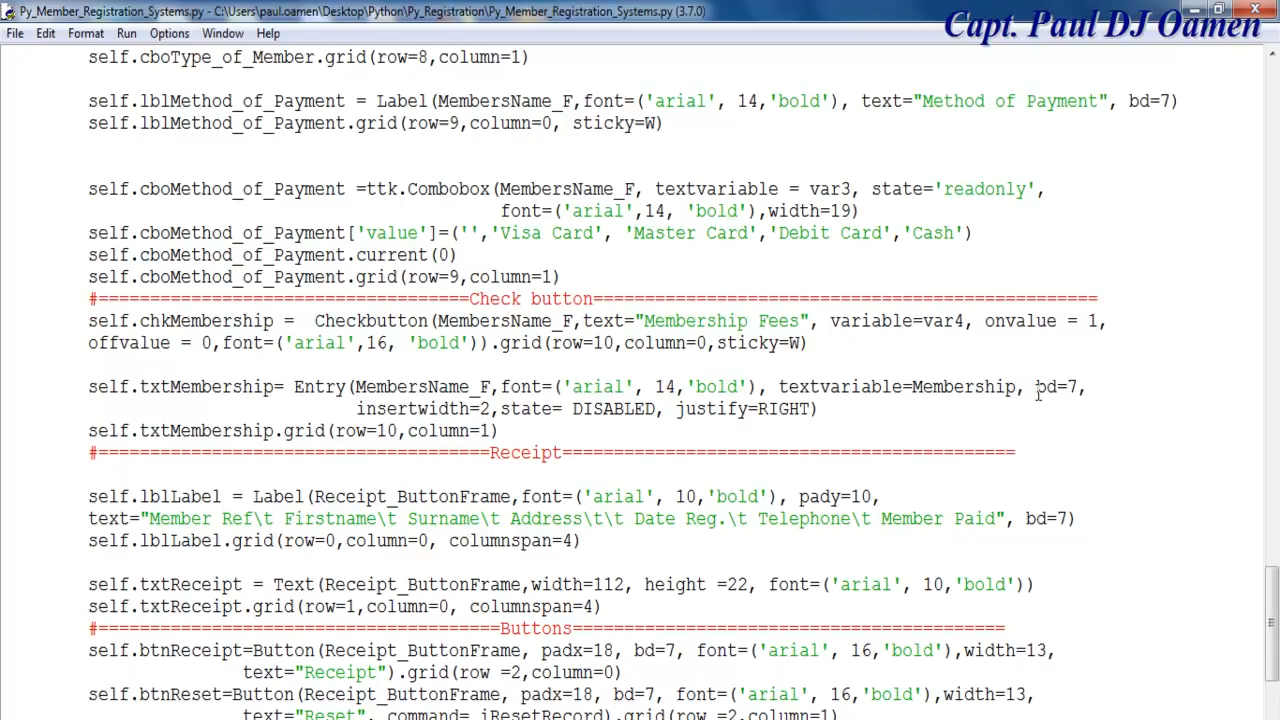 Py_Member_Registration_Systems.py - C:\Users\paul.oamen\Desktop\Python\Py_Registration\Py_Member_Registration_Systems.py (3.7.0)
Capt. Paul DJ Oamen
File Edit Format Run Options Window Help
self.cboType_of_Member.grid(row=8,column=1)
self.lblMethod_of_Payment = Label(MembersName_F,font=('arial', 14,'bold'), text="Method of Payment", bd=7)
self.lblMethod_of_Payment.grid(row=9,column=0, sticky=W)
self.cboMethod_of_Payment =ttk.Combobox(MembersName_F, textvariable = var3, state='readonly',
font=('arial',14, 'bold'),width=19)
self.cboMethod_of_Payment['value']=('','Visa Card', 'Master Card','Debit Card','Cash')
self.cboMethod_of_Payment.current(0)
self.cboMethod_of_Payment.grid(row=9,column=1)
#====================================Check button=================================================
self.chkMembership =  Checkbutton(MembersName_F,text="Membership Fees", variable=var4, onvalue = 1,
offvalue = 0,font=('arial',16, 'bold')).grid(row=10,column=0,sticky=W)
self.txtMembership= Entry(MembersName_F,font=('arial', 14,'bold'), textvariable=Membership, bd=7,
insertwidth=2,state= DISABLED, justify=RIGHT)
self.txtMembership.grid(row=10,column=1)
#======================================Receipt============================================
self.lblLabel = Label(Receipt_ButtonFrame,font=('arial', 10,'bold'), pady=10,
text="Member Ref\t Firstname\t Surname\t Address\t\t Date Reg.\t Telephone\t Member Paid", bd=7)
self.lblLabel.grid(row=0,column=0, columnspan=4)
self.txtReceipt = Text(Receipt_ButtonFrame,width=112, height =22, font=('arial', 10,'bold'))
self.txtReceipt.grid(row=1,column=0, columnspan=4)
#=======================================Buttons==========================================
self.btnReceipt=Button(Receipt_ButtonFrame, padx=18, bd=7, font=('arial', 16,'bold'),width=13,
text="Receipt").grid(row =2,column=0)
self.btnReset=Button(Receipt_ButtonFrame, padx=18, bd=7, font=('arial', 16,'bold'),width=13,
text="Reset", command= iResetRecord).grid(row =2,column=1)